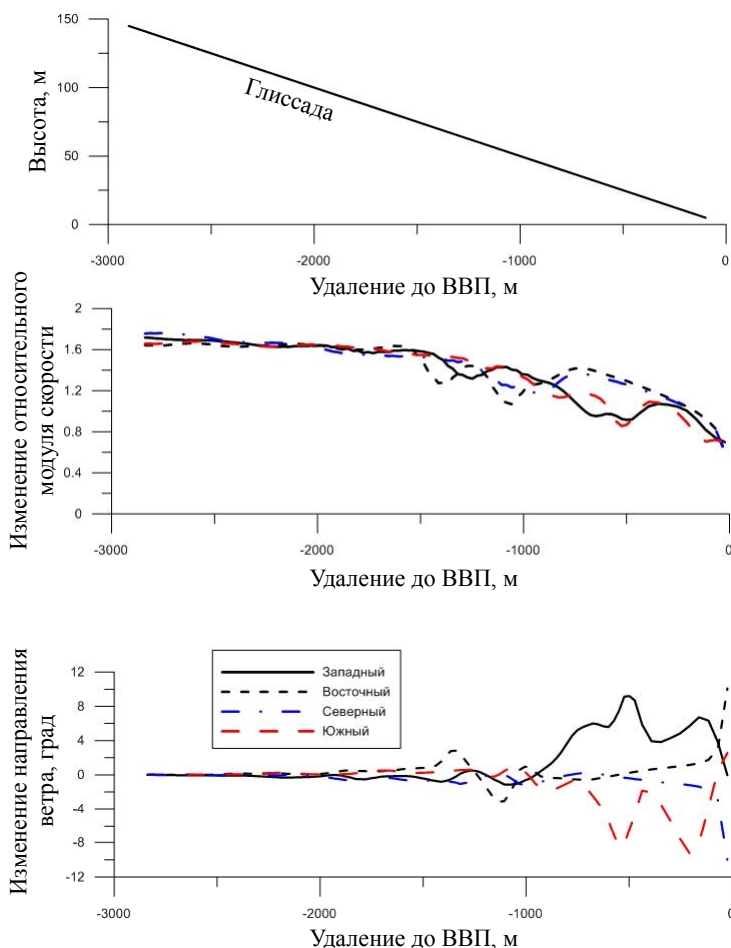 150
100
50
0
Высота, м
Глиссада
-3000
-2000
-1000
0
Удаление до ВВП, м
2
1.6
1.2
0.8
0.4
0
Изменение относительного
модуля скорости
-3000
-2000
-1000
0
Удаление до ВВП, м
12
8
4
0
-4
-8
-12
Изменение направления
ветра, град
Западный
Восточный
Северный
Южный
-3000
-2000
-1000
0
Удаление до ВВП, м